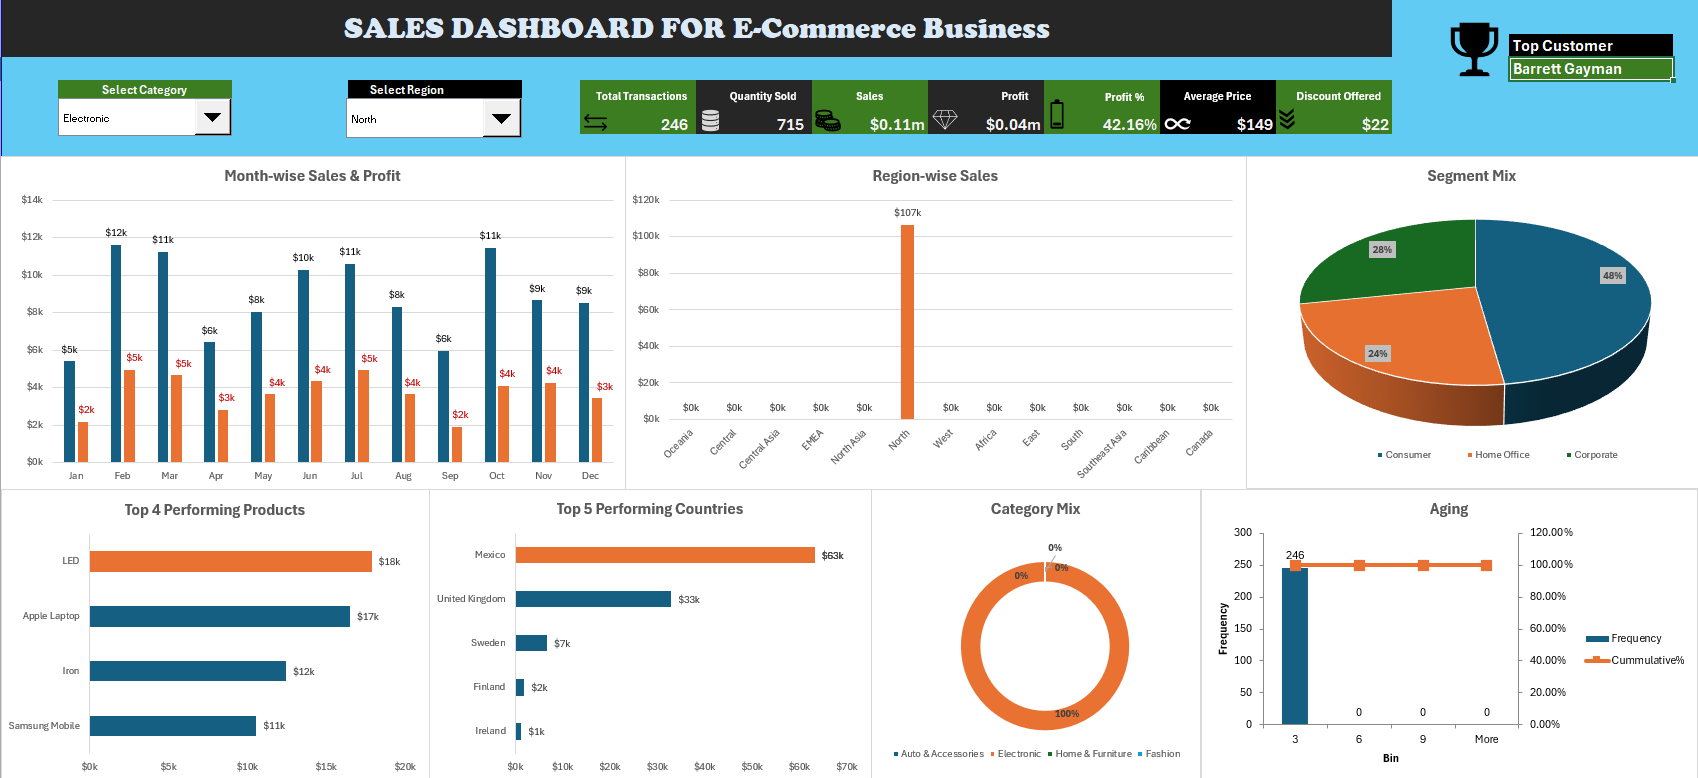 SALES DASHBOARD FOR E-Commerce Business
Top Customer
Barrett Gayman
Select Category
Electronic
Select Region
North
Total Transactions
246
Quantity Sold
715
Sales
$0.11m
Profit
$0.04m
Profit %
42.16%
Average Price
$149
Discount Offered
$22
Month-wise Sales & Profit
$14k
$12k
$10k
$8k
$6k
$4k
$2k
$0k
$5k
$12k
$11k
$6k
$8k
$10k
$11k
$8k
$6k
$11k
$9k
$9k
$2k
$5k
$5k
$3k
$4k
$4k
$5k
$4k
$2k
$4k
$4k
$3k
Jan Feb Mar Apr May Jun Jul Aug Sep Oct Nov Dec
Region-wise Sales
$120k
$100k
$80k
$60k
$40k
$20k
$0k
$107k
$0k $0k $0k $0k $0k $0k $0k $0k $0k $0k $0k $0k
Oceania
Central
Central Asia
EMEA
North Asia
North
West
Africa
East
South
Southeast Asia
Caribbean
Canada
Segment Mix
28%
48%
24%
Consumer Home Office Corporate
Top 4 Performing Products
LED $18k
Apple Laptop $17k
Iron $12k
Samsung Mobile $11k
$0k $5k $10k $15k $20k
Top 5 Performing Countries
Mexico $63k
United Kingdom $33k
Sweden $7k
Finland $2k
Ireland $1k
$0k $10k $20k $30k $40k $50k $60k $70k
Category Mix
0%
0% 0%
100%
Auto & Accessories Electronic Home & Furniture Fashion
Aging
300
250
200
150
100
50
0
Frequency
246
0 0 0
3 6 9 More
Bin
120.00%
100.00%
80.00%
60.00%
40.00%
20.00%
0.00%
Frequency
Cummulative%